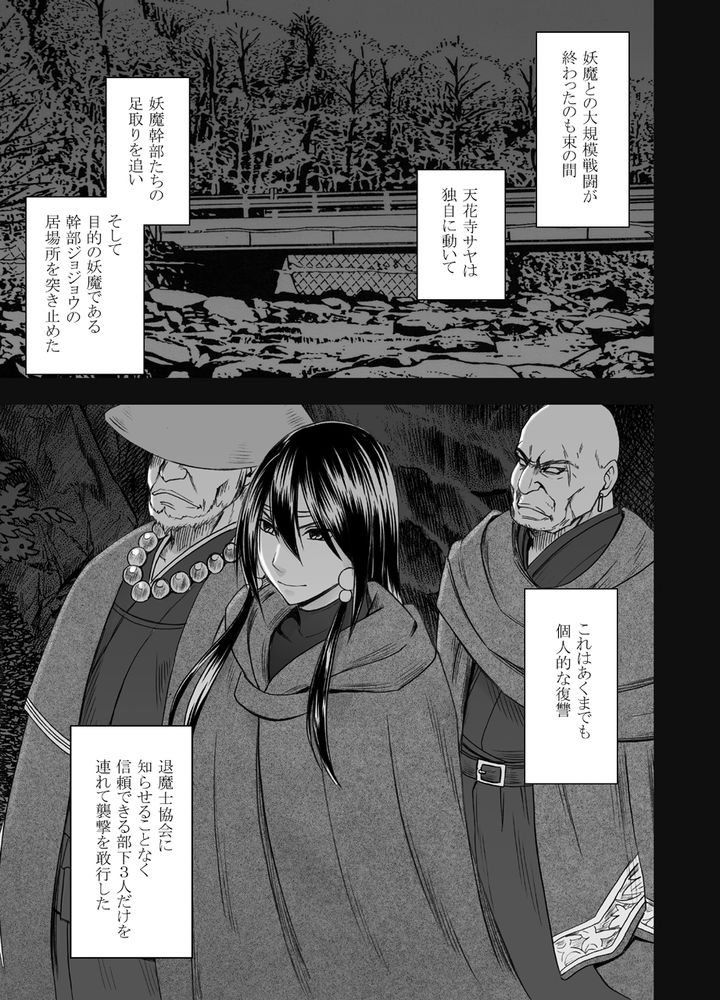 妖魔との大規模戦闘が
終わったのも束の間
天花寺サヤは
独自に動いて
妖魔幹部たちの
足取りを追い
そして
目的の妖魔である
幹部ジョジョウの
居場所を突き止めた
これはあくまでも
個人的な復讐
退魔士協会に
知らせることなく
信頼できる部下3人だけを
連れて襲撃を敢行した